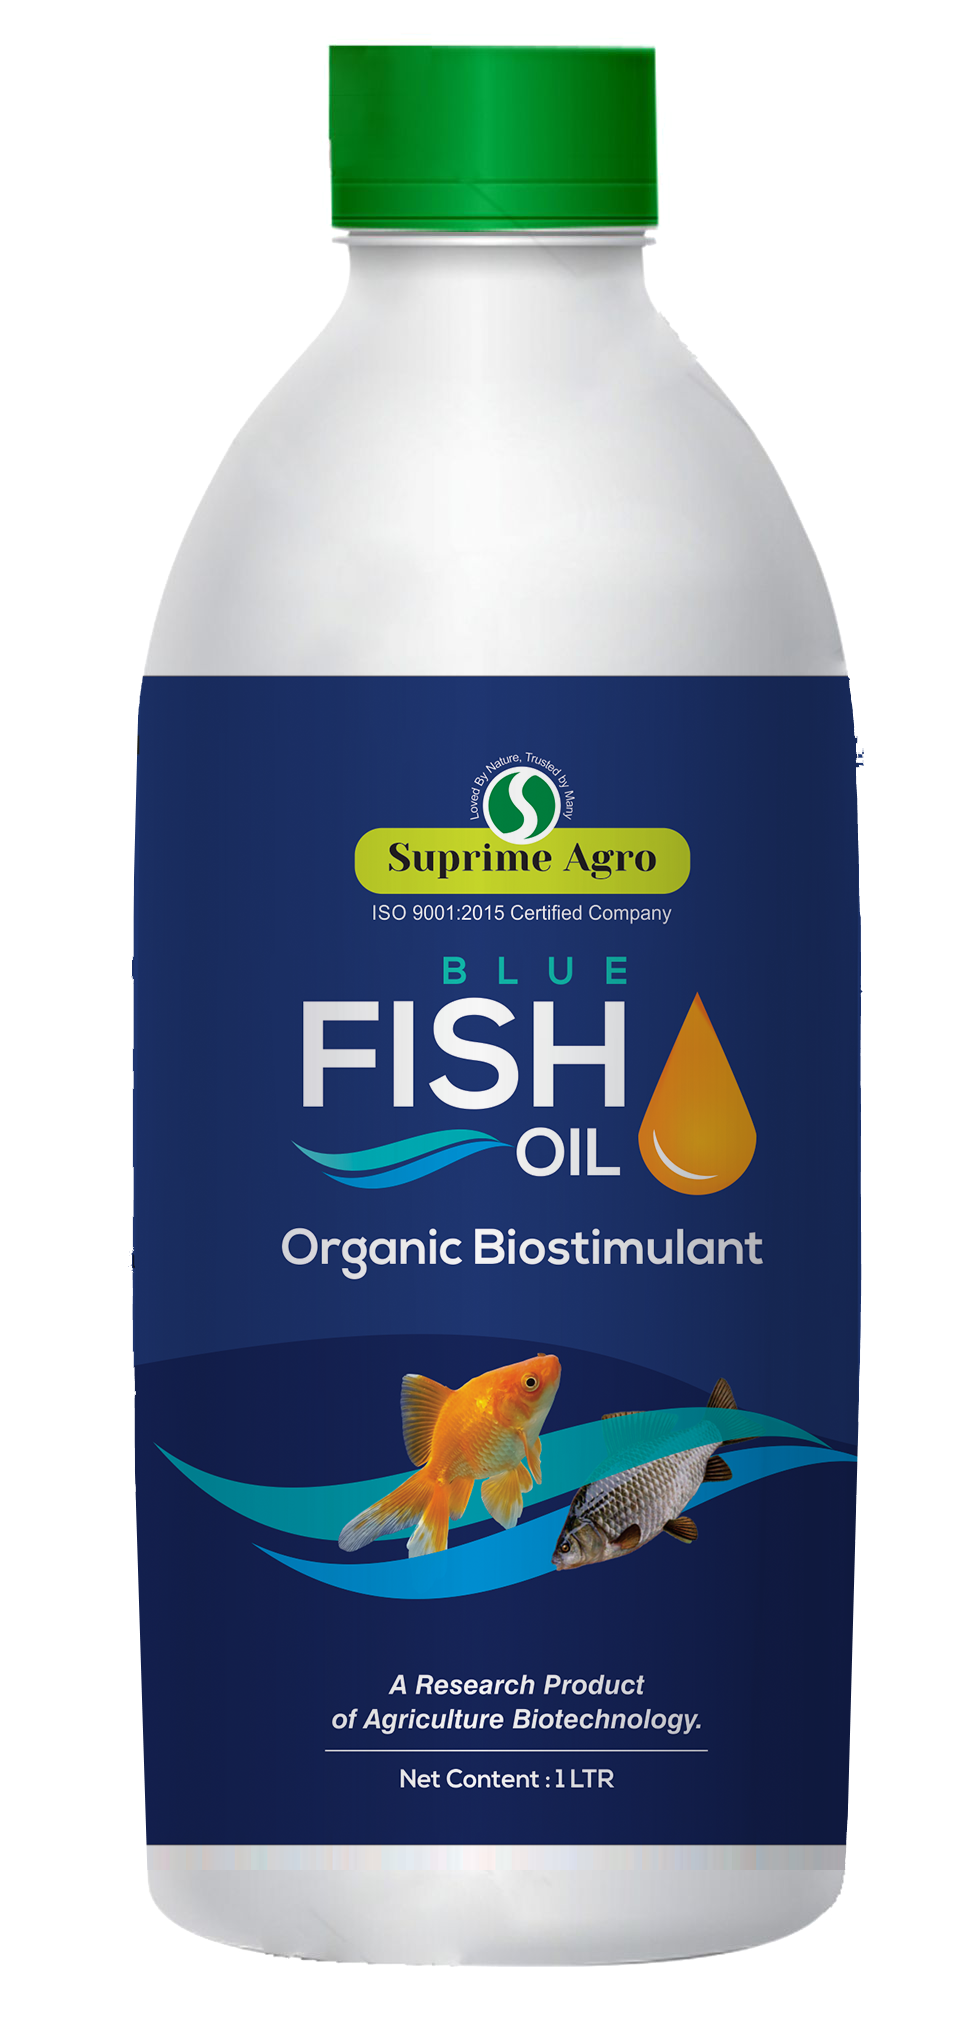 Loved By Nature, Trusted by Many
Suprime Agro
ISO 9001:2015 Certified Company
BLUE
FISH
OIL
Organic Biostimulant
A Research Product
of Agriculture Biotechnology.
Net Content : 1 LTR